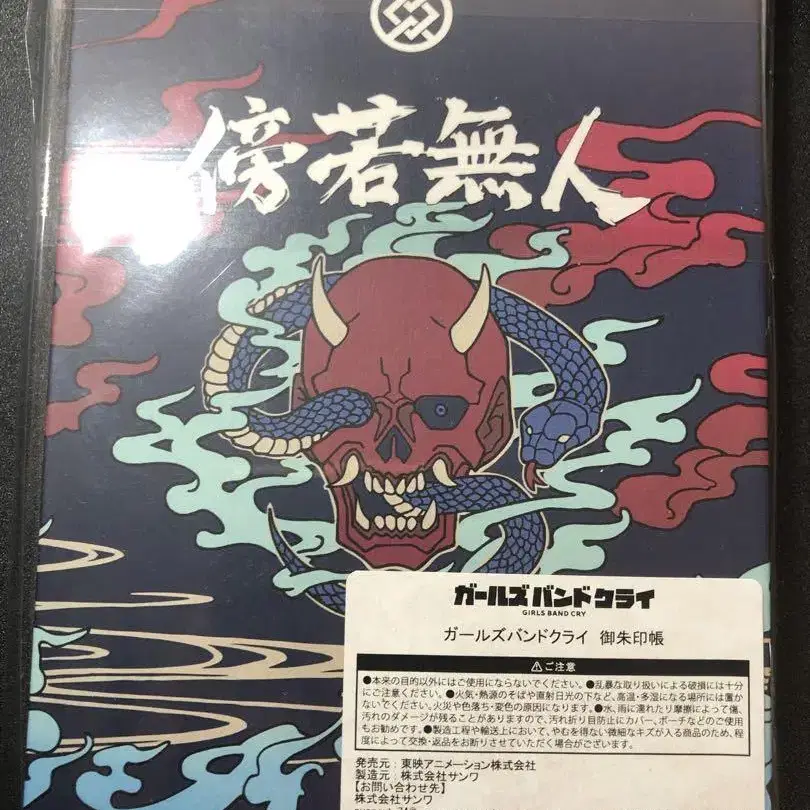 傍若無人
ガールズバンドクライ
GIRLS BAND CRY
ガールズバンドクライ 御朱印帳
⚠ご注意
●本来の目的以外にはご使用にならないでください。●乱暴な取り扱いによる破損には十分
にご注意ください。●火気・熱源のそばや直射日光の下など、高温・多湿になる場所には置か
ないでください。火災や色落ち・変色の原因になります。●水、雨に濡れたり摩擦によって傷、
汚れのダメージが残ることがありますので、汚れ折り目防止にカバー、ポーチなどのご使用
もお勧めです。●製造工程や輸送上において、やむを得ない微細なキズが入る商品のため、程
度によって交換・返品をお断りさせていただく場合がございます。
発売元：東映アニメーション株式会社
製造元：株式会社サンワ
【お問い合わせ先】
株式会社サンワ